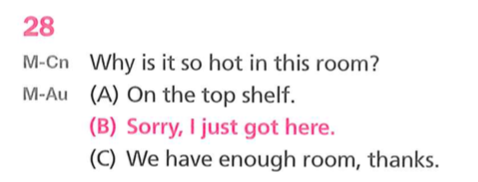 28
M-Cn Why is it so hot in this room?
M-Au (A) On the top shelf.
(B) Sorry, I just got here.
(C) We have enough room, thanks.